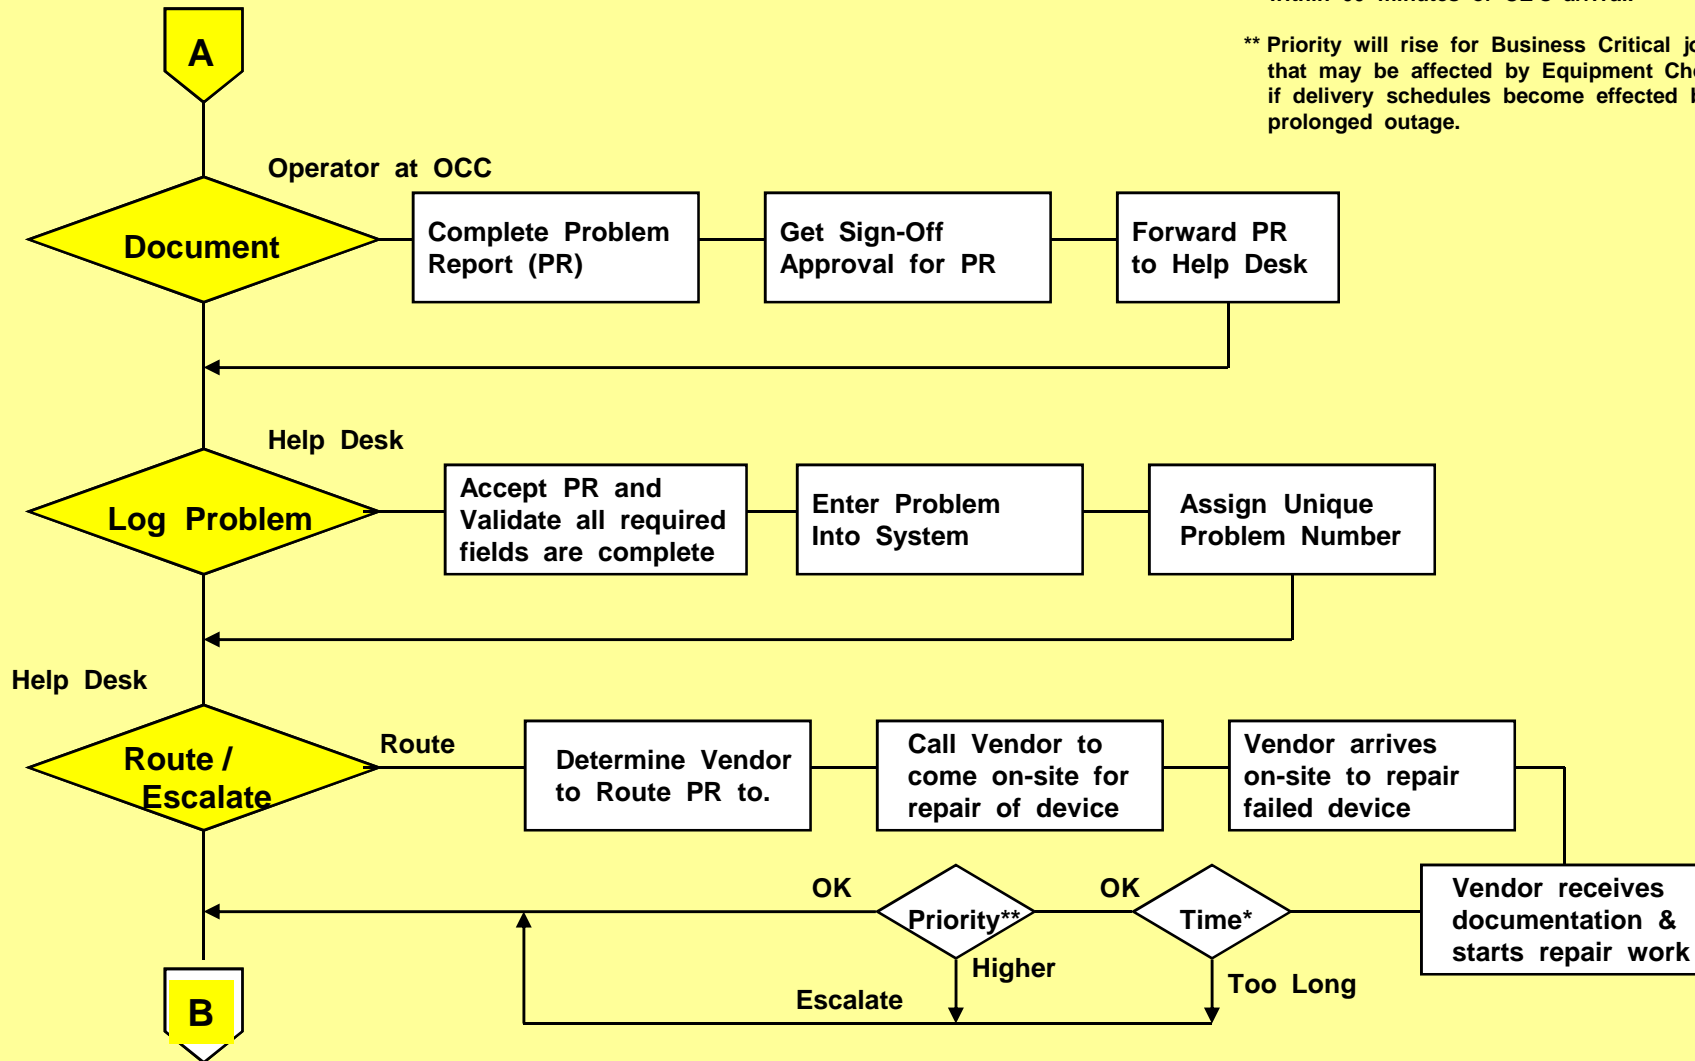 A
** Priority will rise for Business Critical
that may be affected by Equipment
if delivery schedules become effected
prolonged outage.
Operator at OCC
Document
Complete Problem
Report (PR)
Get Sign-Off
Approval for PR
Forward PR
to Help Desk
Help Desk
Log Problem
Accept PR and
Validate all required
fields are complete
Enter Problem
Into System
Assign Unique
Problem Number
Help Desk
Route /
Escalate
Route
Determine Vendor
to Route PR to.
Call Vendor to
come on-site for
repair of device
Vendor arrives
on-site to repair
failed device
Vendor receives
documentation &
starts repair work
OK
Priority**
OK
Time*
Higher
Too Long
Escalate
B